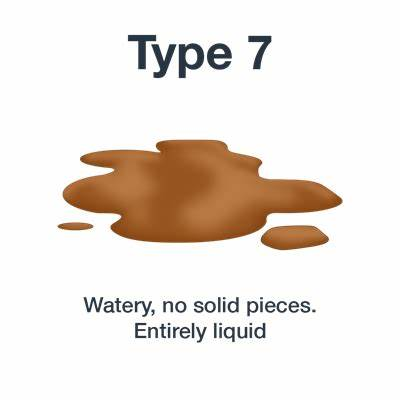 Type 7
Watery, no solid pieces.
Entirely liquid